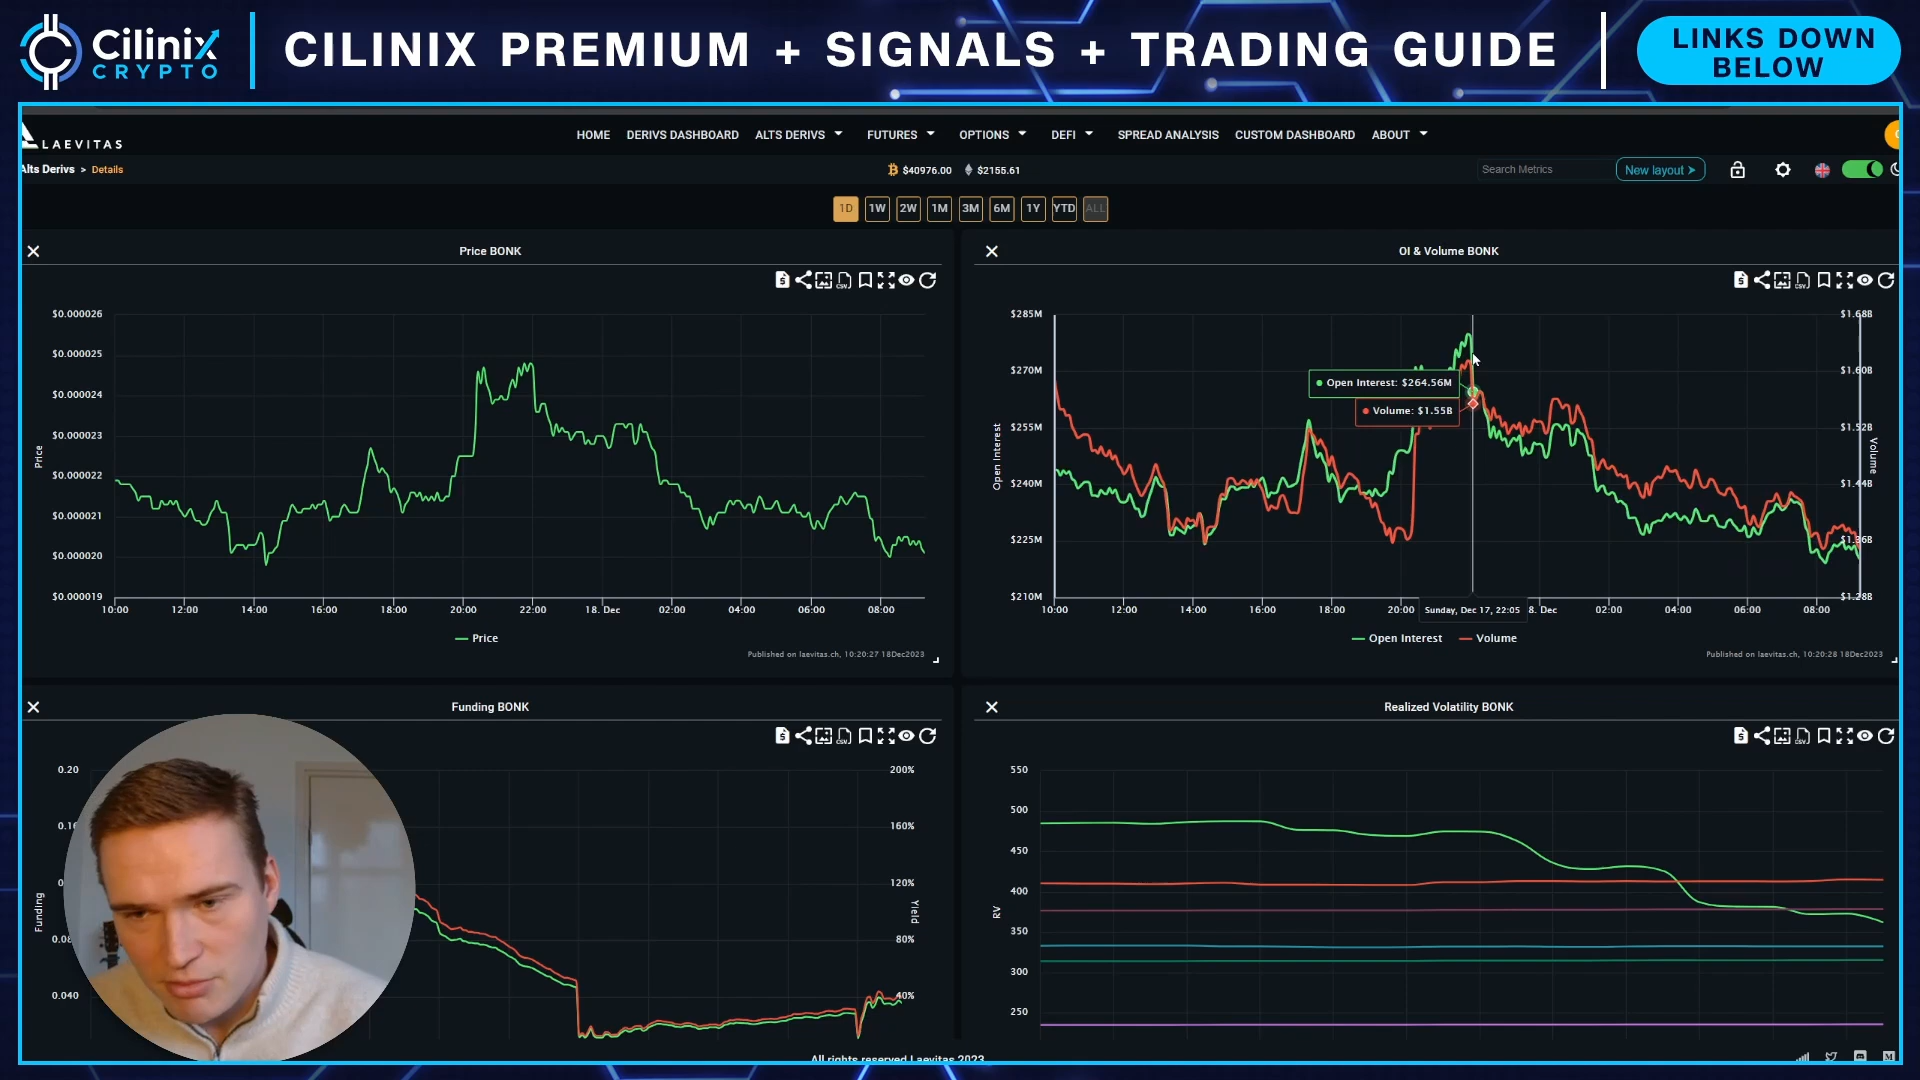 Cilinix
CRYPTO
CILINIX PREMIUM + SIGNALS + TRADING GUIDE
LINKS DOWN
BELOW
LAEVITAS
HOME DERIVS DASHBOARD ALTS DERIVS FUTURES OPTIONS DEFI SPREAD ANALYSIS CUSTOM DASHBOARD ABOUT
Alts Derivs > Details
$40976.00 $2155.61
Search Metrics
New layout
1D 1W 2W 1M 3M 6M 1Y YTD ALL
Price BONK
$0.000026
$0.000025
$0.000024
$0.000023
$0.000022
$0.000021
$0.000020
$0.000019
Price
10:00 12:00 14:00 16:00 18:00 20:00 22:00 18. Dec 02:00 04:00 06:00 08:00
Price
Published on laevitas.ch, 10:20:27 18Dec2023
OI & Volume BONK
$285M
$270M
$255M
$240M
$225M
$210M
Open Interest
$1.68B
$1.60B
$1.52B
$1.44B
$1.36B
$1.28B
Volume
Open Interest: $264.56M
Volume: $1.55B
10:00 12:00 14:00 16:00 18:00 20:00 Sunday, Dec 17, 22:05 8. Dec 02:00 04:00 06:00 08:00
Open Interest Volume
Published on laevitas.ch, 10:20:28 18Dec2023
Funding BONK
0.20
0.040
Funding
200%
160%
120%
80%
40%
Yield
Realized Volatility BONK
550
500
450
400
350
300
250
RV
All rights reserved Laevitas 2023